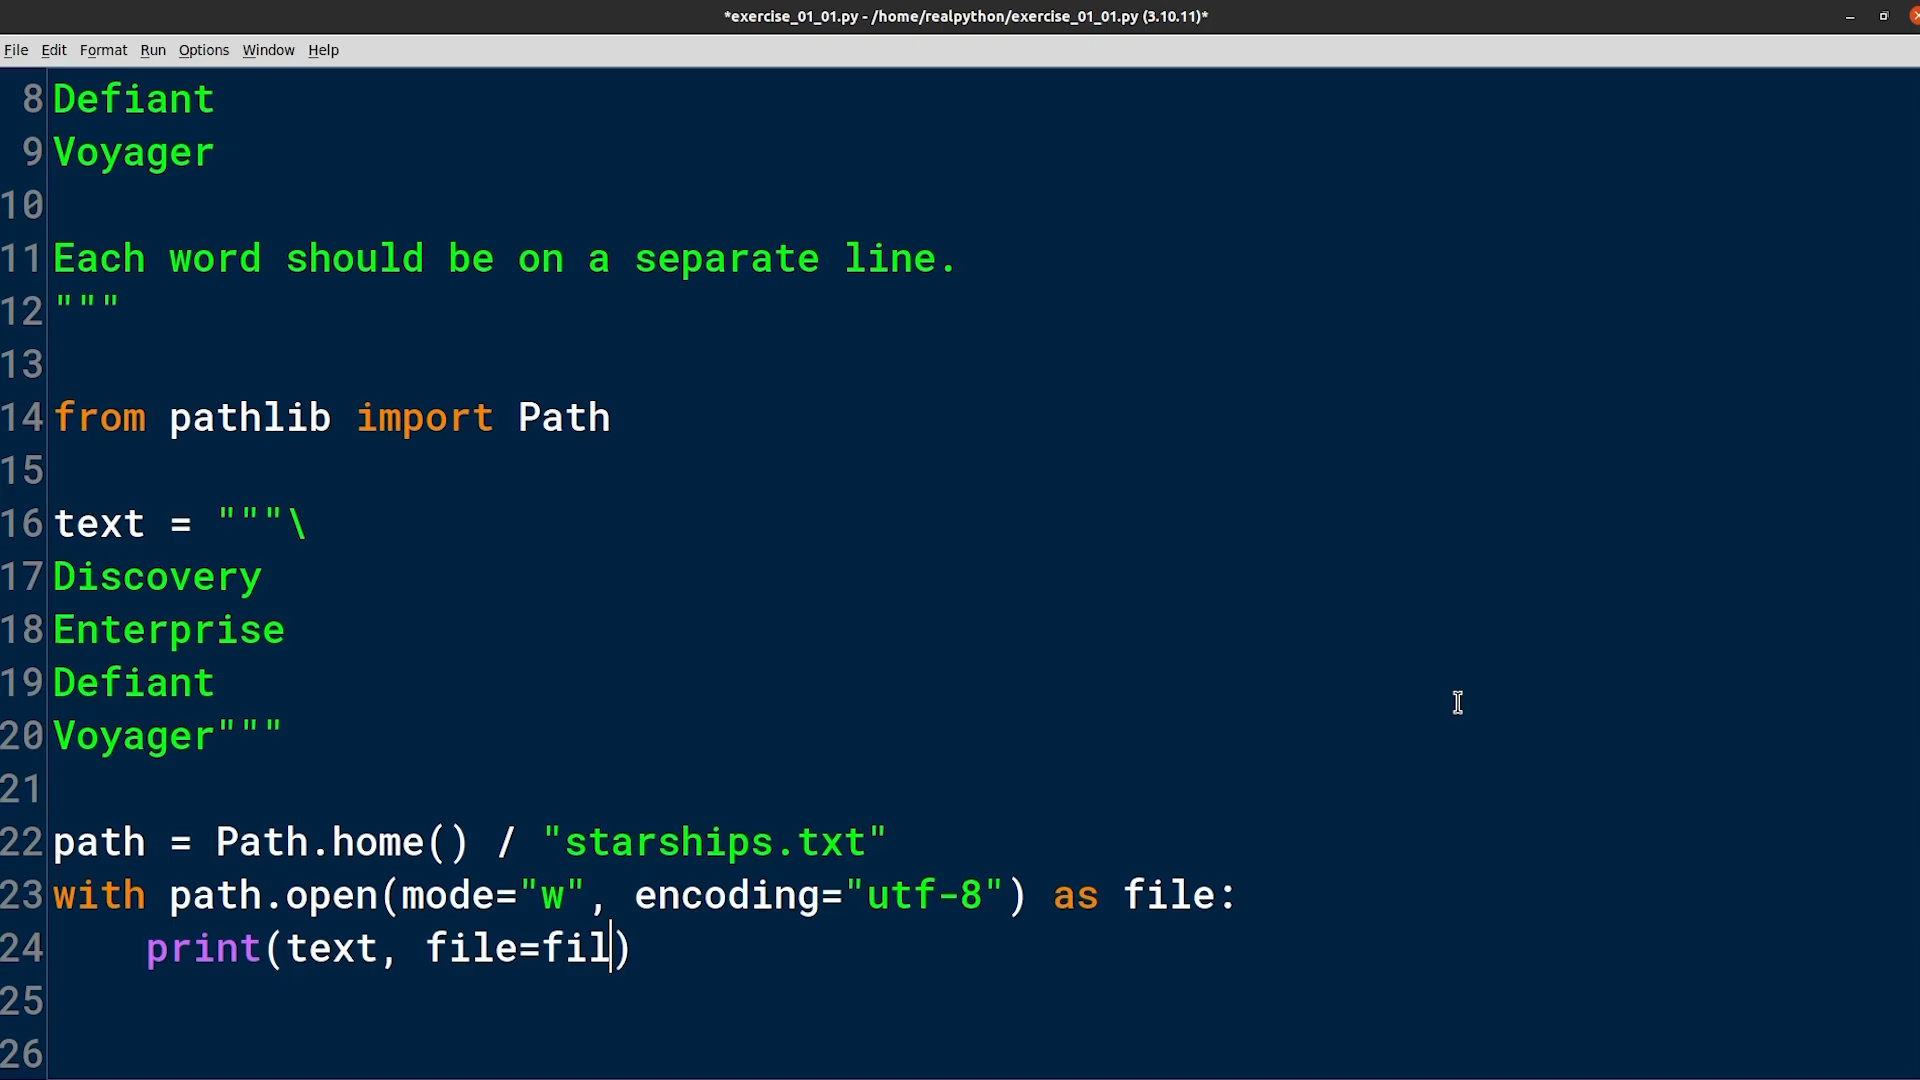 *exercise_01_01.py - /home/realpython/exercise_01_01.py (3.10.11)*
File Edit Format Run Options Window Help
8 Defiant
9 Voyager
10
11 Each word should be on a separate line.
12 """
13
14 from pathlib import Path
15
16 text = """\
17 Discovery
18 Enterprise
19 Defiant
20 Voyager"""
21
22 path = Path.home() / "starships.txt"
23 with path.open(mode="w", encoding="utf-8") as file:
24     print(text, file=fil)
25
26